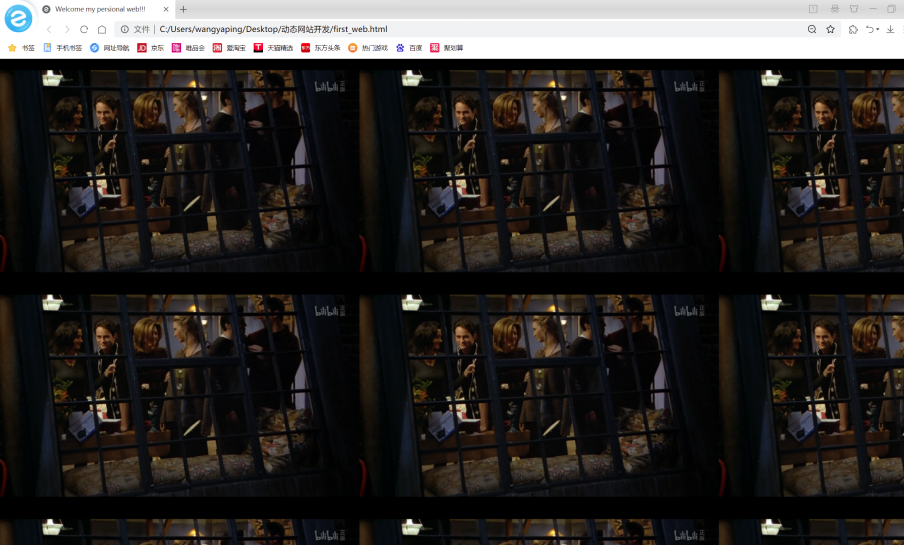 Welcome my persional web!!!
文件 | C:/Users/wangyaping/Desktop/动态网站开发/first_web.html
书签 手机书签 网址导航 JD 京东 唯品会 淘 爱淘宝 T 天猫精选 东方头条 热门游戏 百度 聚划算
bilibili bilibili
bilibili bilibili
bilibili bilibili